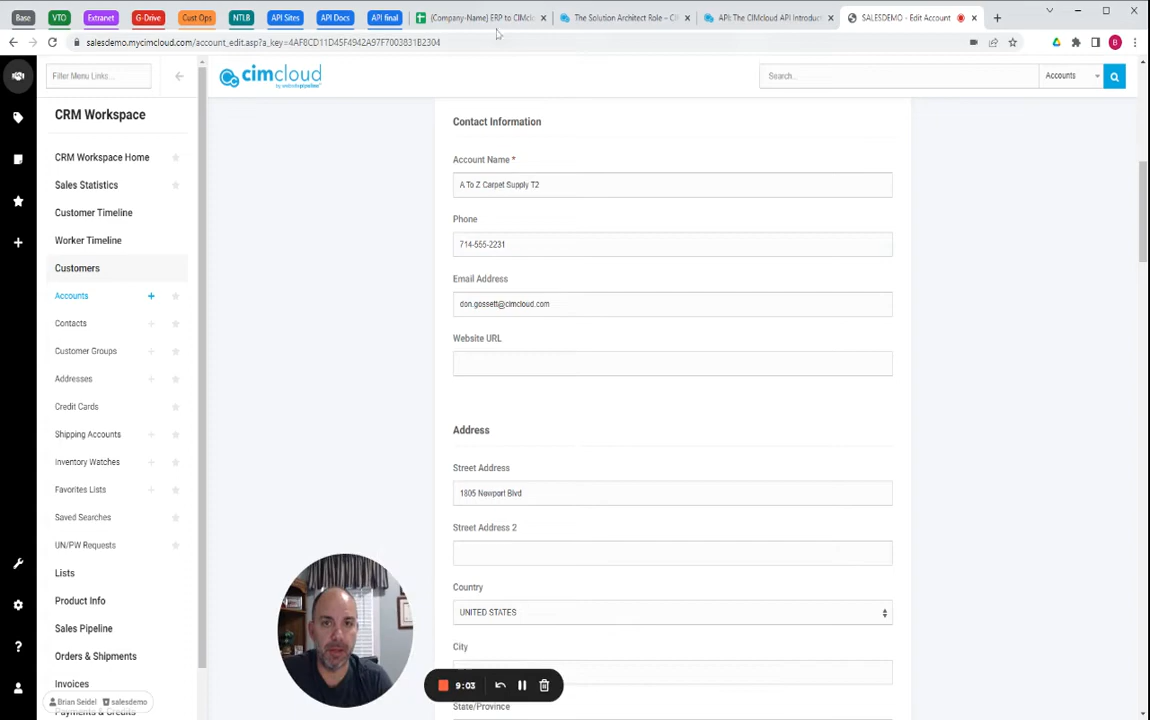 Base
VTO
Extranet
G-Drive
Cust Ops
NTLB
API Sites
API Docs
API final
(Company-Name) ERP to CIMclo
The Solution Architect Role – CI
API: The CIMcloud API Introduc
SALESDEMO - Edit Account
salesdemo.mycimcloud.com/account_edit.asp?a_key=4AF8CD11D45F4942A97F7003831B2304
B
Filter Menu Links...
cimcloud
by websitepipeline
Search...
Accounts
CRM Workspace
CRM Workspace Home
Sales Statistics
Customer Timeline
Worker Timeline
Customers
Accounts
Contacts
Customer Groups
Addresses
Credit Cards
Shipping Accounts
Inventory Watches
Favorites Lists
Saved Searches
UN/PW Requests
Lists
Product Info
Sales Pipeline
Orders & Shipments
Invoices
Payments & Credits
Brian Seidel salesdemo
Contact Information
Account Name *
A To Z Carpet Supply T2
Phone
714-555-2231
Email Address
don.gossett@cimcloud.com
Website URL
Address
Street Address
1805 Newport Blvd
Street Address 2
Country
UNITED STATES
City
State/Province
9:03